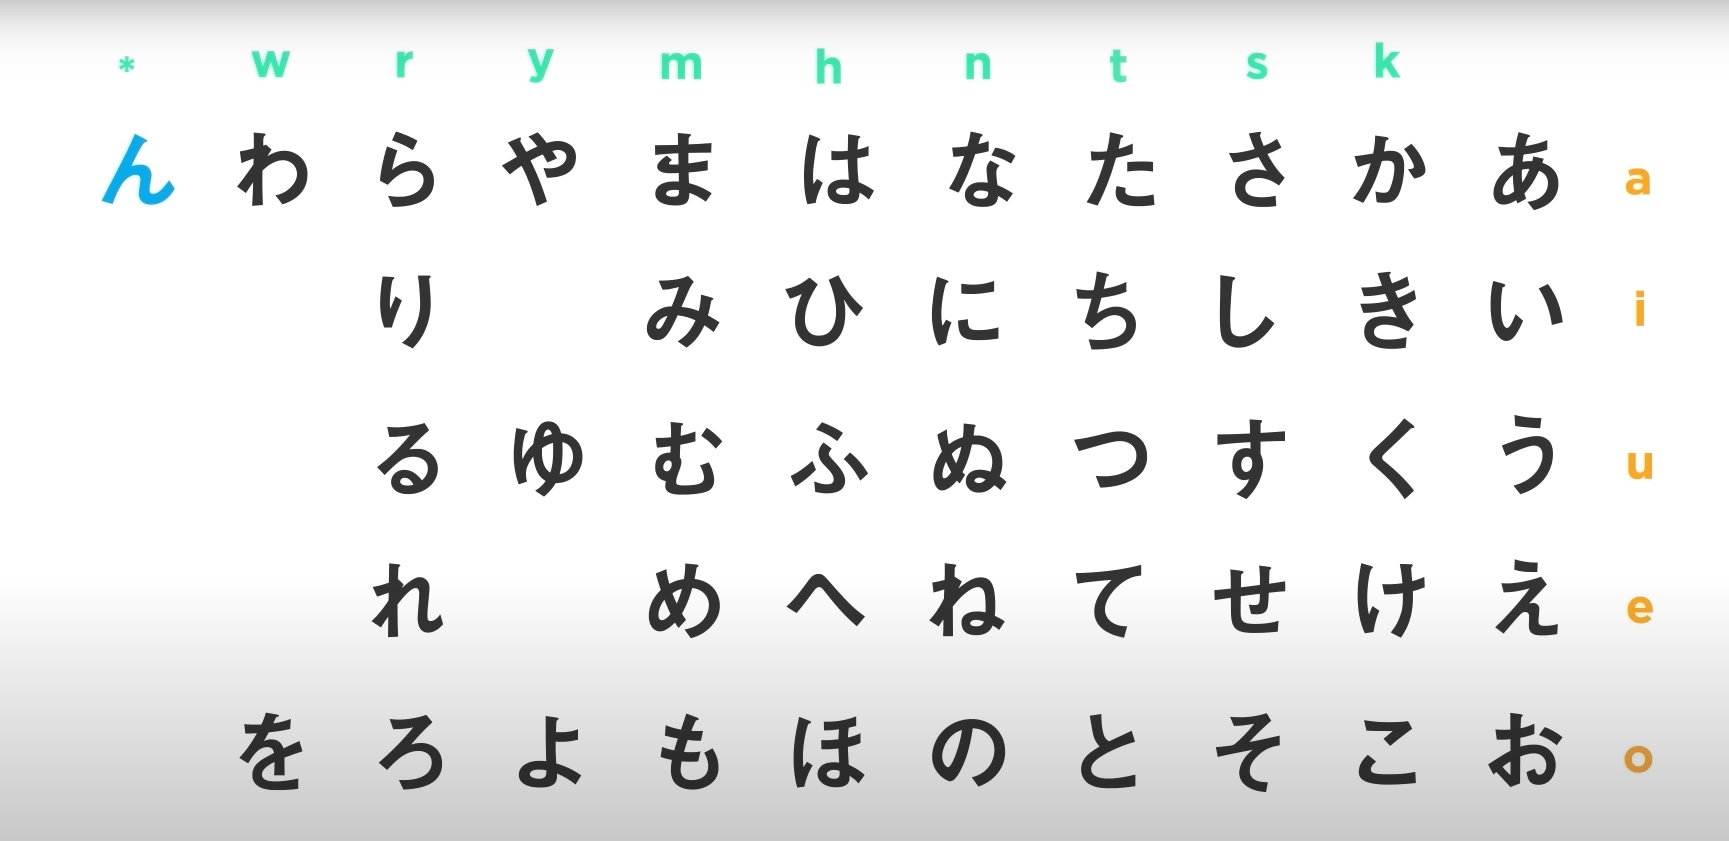 * w r y m h n t s k
ん わ ら や ま は な た さ か あ a
り み ひ に ち し き い i
る ゆ む ふ ぬ つ す く う u
れ め へ ね て せ け え e
を ろ よ も ほ の と そ こ お o